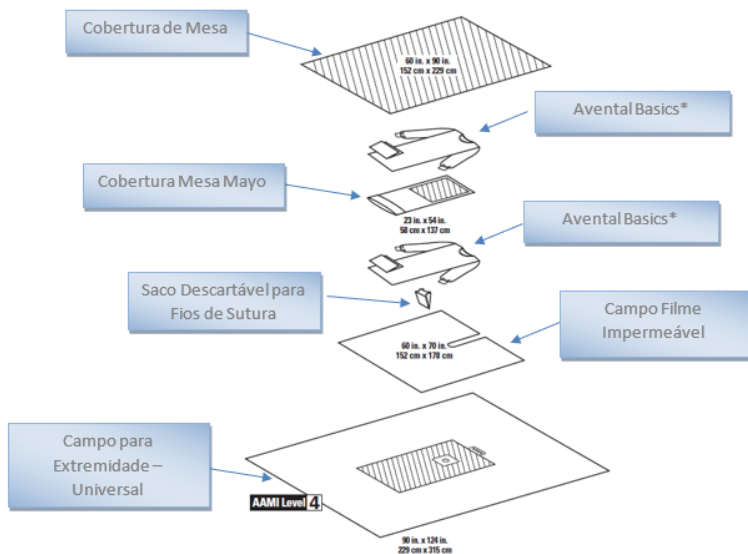 Cobertura de Mesa
60 in. x 90 in.
152 cm x 229 cm
Avental Basics*
Cobertura Mesa Mayo
23 in. x 54 in.
58 cm x 137 cm
Avental Basics*
Saco Descartável para
Fios de Sutura
Campo Filme
Impermeável
60 in. x 70 in.
152 cm x 178 cm
Campo para
Extremidade –
Universal
AAMI Level 4
90 in. x 124 in.
229 cm x 315 cm